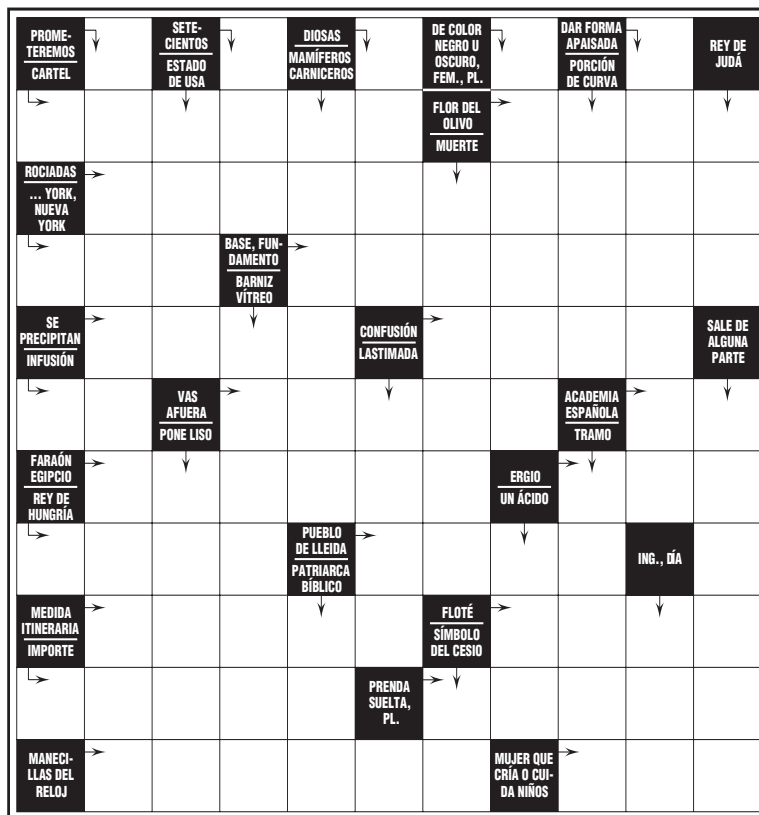 PROME-
TEREMOS
CARTEL
SETE-
CIENTOS
ESTADO
DE USA
DIOSAS
MAMÍFEROS
CARNICEROS
DE COLOR
NEGRO U
OSCURO,
FEM., PL.
DAR FORMA
APAISADA
PORCIÓN
DE CURVA
REY DE
JUDÁ
FLOR DEL
OLIVO
MUERTE
ROCIADAS
... YORK,
NUEVA
YORK
BASE, FUN-
DAMENTO
BARNIZ
VÍTREO
SE
PRECIPITAN
INFUSIÓN
CONFUSIÓN
LASTIMADA
SALE DE
ALGUNA
PARTE
VAS
AFUERA
PONE LISO
ACADEMIA
ESPAÑOLA
TRAMO
FARAÓN
EGIPCIO
REY DE
HUNGRÍA
ERGIO
UN ÁCIDO
PUEBLO
DE LLEIDA
PATRIARCA
BÍBLICO
ING., DÍA
MEDIDA
ITINERARIA
IMPORTE
FLOTÉ
SÍMBOLO
DEL CESIO
PRENDA
SUELTA,
PL.
MANECI-
LLAS DEL
RELOJ
MUJER QUE
CRÍA O CUI-
DA NIÑOS